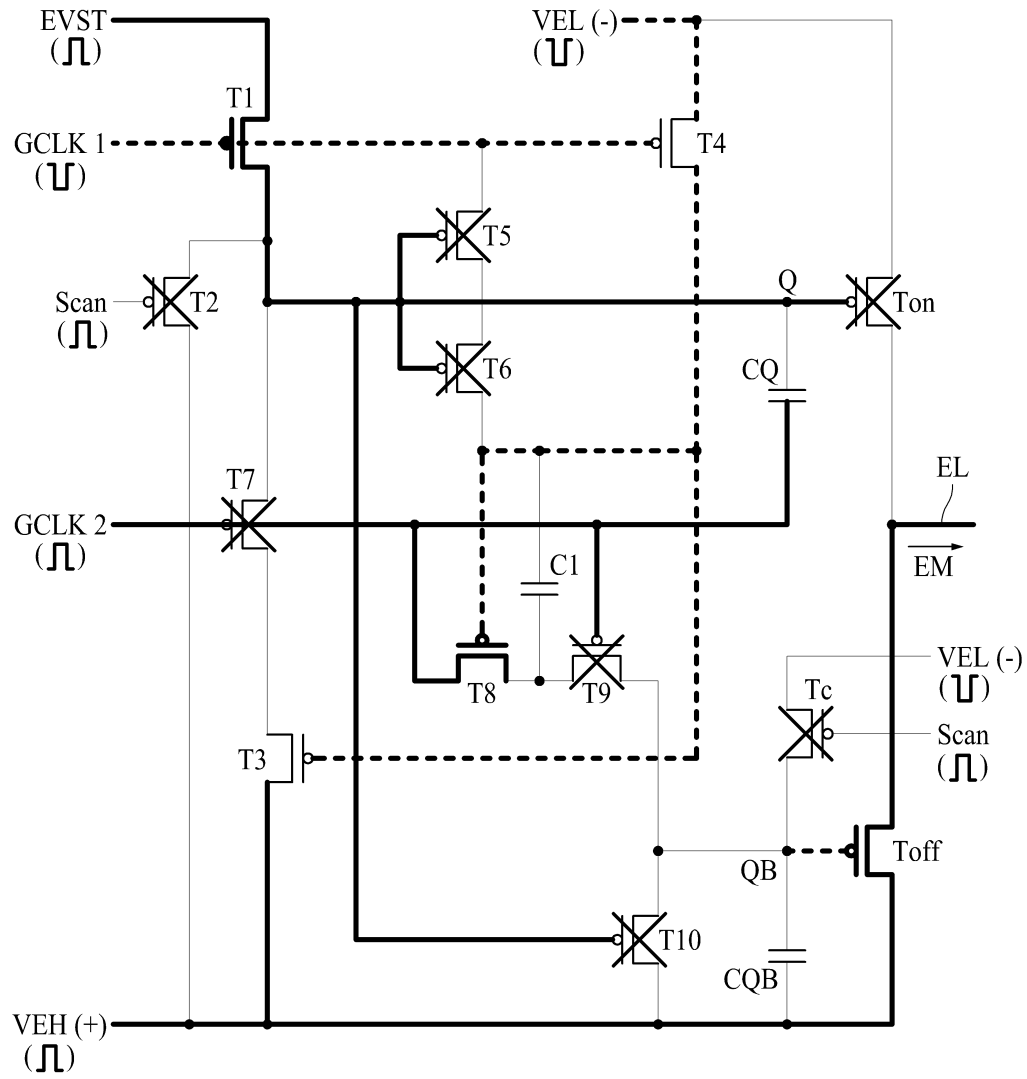 EVST
VEL (-)
T1
GCLK 1
T4
T5
Scan
T2
Q
Ton
T6
CQ
T7
EL
GCLK 2
EM
C1
T8
T9
VEL (-)
Tc
Scan
T3
Toff
QB
T10
CQB
VEH (+)